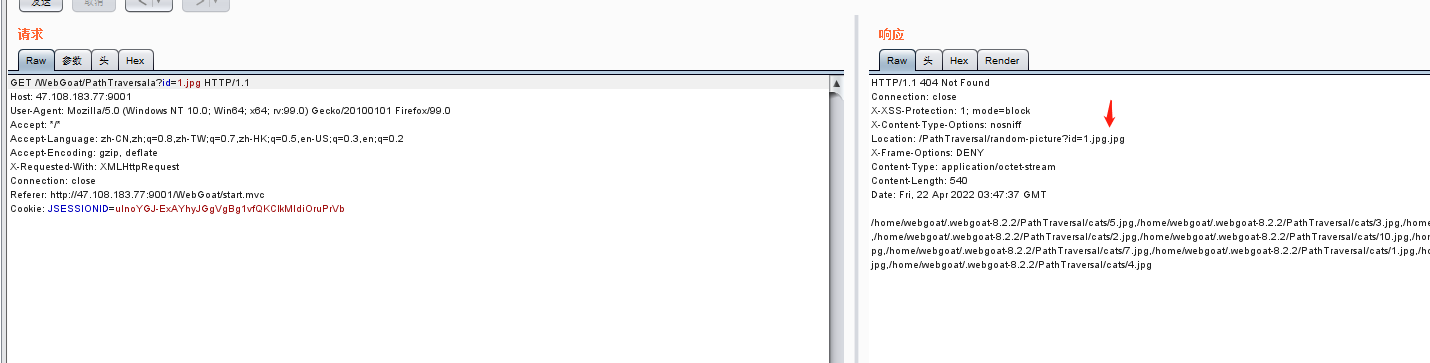 发送
取消
<
>
请求
Raw 参数 头 Hex
GET /WebGoat/PathTraversala?id=1.jpg HTTP/1.1
Host: 47.108.183.77:9001
User-Agent: Mozilla/5.0 (Windows NT 10.0; Win64; x64; rv:99.0) Gecko/20100101 Firefox/99.0
Accept: */*
Accept-Language: zh-CN,zh;q=0.8,zh-TW;q=0.7,zh-HK;q=0.5,en-US;q=0.3,en;q=0.2
Accept-Encoding: gzip, deflate
X-Requested-With: XMLHttpRequest
Connection: close
Referer: http://47.108.183.77:9001/WebGoat/start.mvc
Cookie: JSESSIONID=
响应
Raw 头 Hex Render
HTTP/1.1 404 Not Found
Connection: close
X-XSS-Protection: 1; mode=block
X-Content-Type-Options: nosniff
Location: /PathTraversal/random-picture?id=1.jpg.jpg
X-Frame-Options: DENY
Content-Type: application/octet-stream
Content-Length: 540
Date: Fri, 22 Apr 2022 03:47:37 GMT
/home/webgoat/.webgoat-8.2.2/PathTraversal/cats/5.jpg,/home/webgoat/.webgoat-8.2.2/PathTraversal/cats/3.jpg,/home
,/home/webgoat/.webgoat-8.2.2/PathTraversal/cats/2.jpg,/home/webgoat/.webgoat-8.2.2/PathTraversal/cats/10.jpg,/ho
pg,/home/webgoat/.webgoat-8.2.2/PathTraversal/cats/7.jpg,/home/webgoat/.webgoat-8.2.2/PathTraversal/cats/1.jpg,/ho
jpg,/home/webgoat/.webgoat-8.2.2/PathTraversal/cats/4.jpg